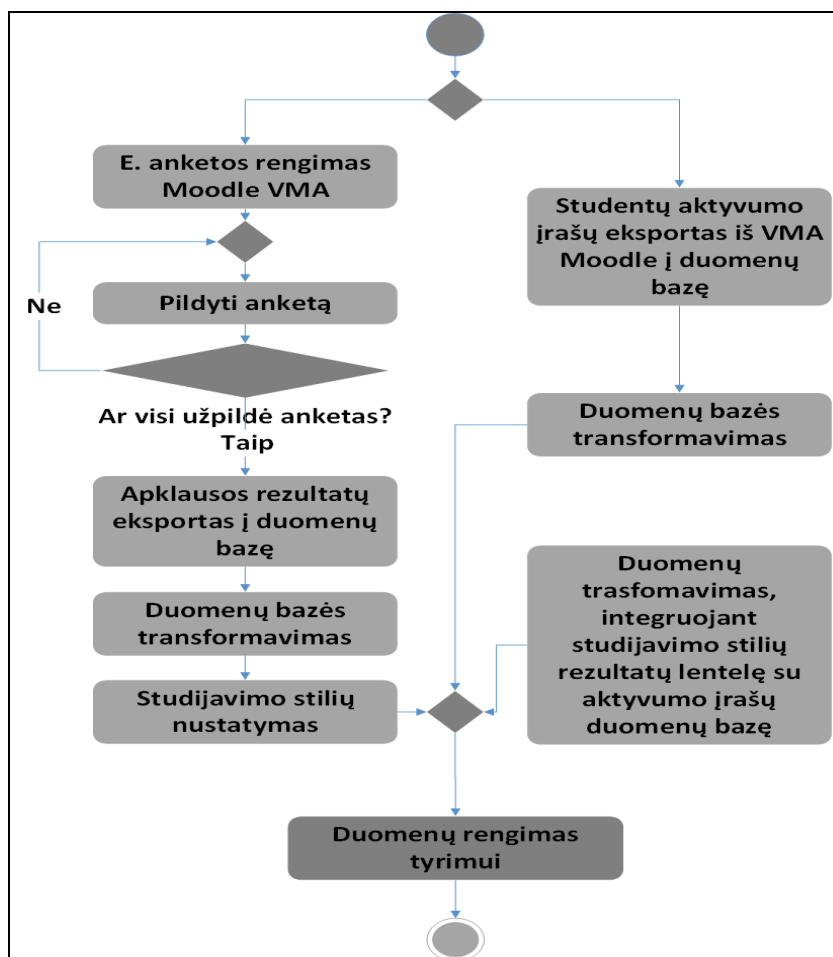 E. anketos rengimas
Moodle VMA
Studentų aktyvumo
įrašų eksportas iš VMA
Moodle į duomenų
bazę
Ne
Pildyti anketą
Ar visi užpildė anketas?
Taip
Duomenų bazės
transformavimas
Apklausos rezultatų
eksportas į duomenų
bazę
Duomenų bazės
transformavimas
Studijavimo stilių
nustatymas
Duomenų
trasfomavimas,
integruojant
studijavimo stilių
rezultatų lentelę su
aktyvumo įrašų
duomenų bazę
Duomenų rengimas
tyrimui